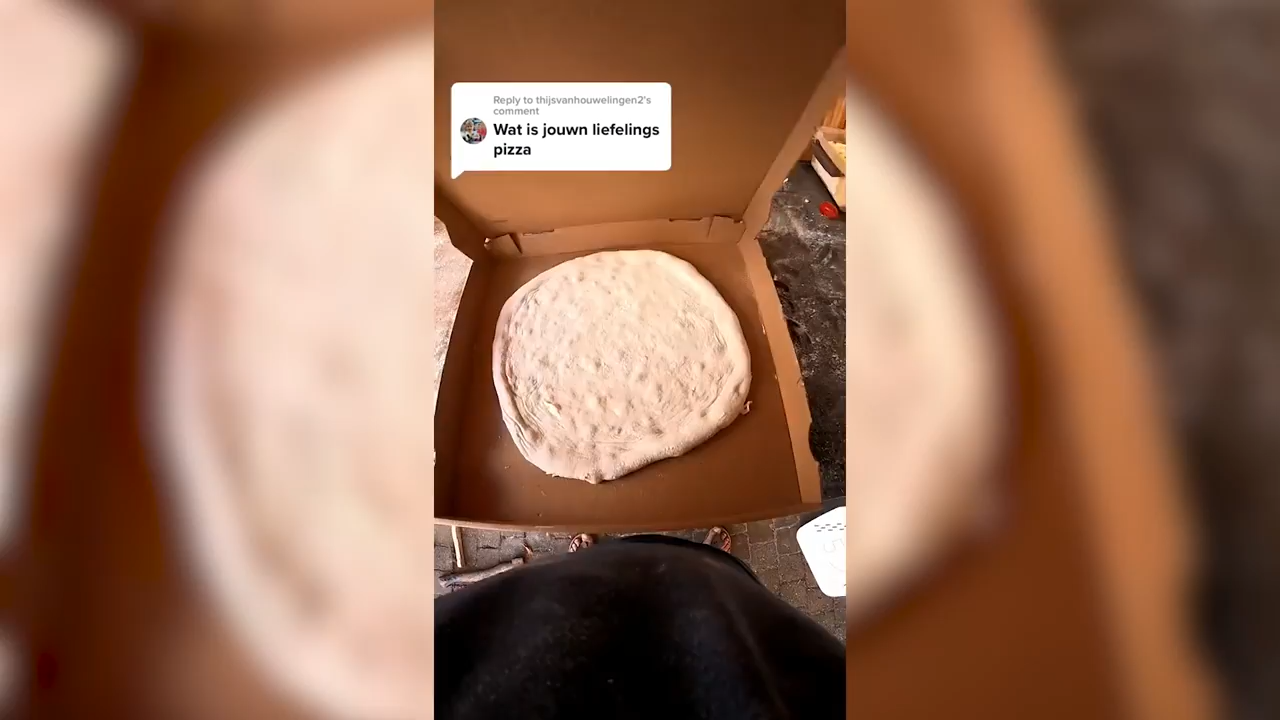 Reply to thijsvanhouwelingen2's
comment
Wat is jouwn liefelings
pizza